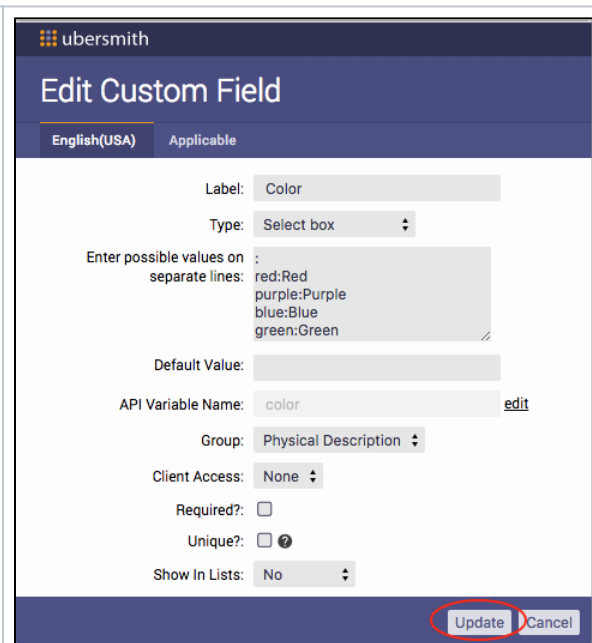 ubersmith
Edit Custom Field
English(USA) Applicable
Label: Color
Type: Select box
Enter possible values on separate lines:
:
red:Red
purple:Purple
blue:Blue
green:Green
Default Value:
API Variable Name: color edit
Group: Physical Description
Client Access: None
Required?:
Unique?: ?
Show In Lists: No
Update Cancel